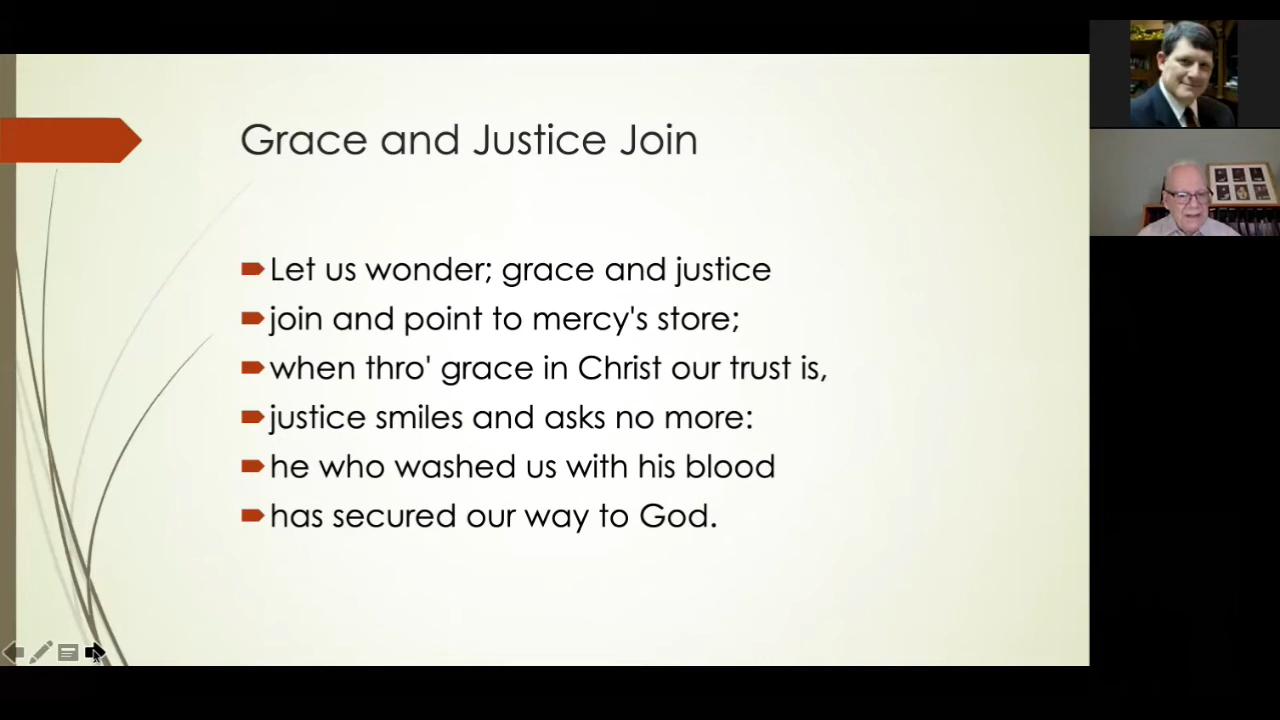 Grace and Justice Join
Let us wonder; grace and justice
join and point to mercy's store;
when thro' grace in Christ our trust is,
justice smiles and asks no more:
he who washed us with his blood
has secured our way to God.